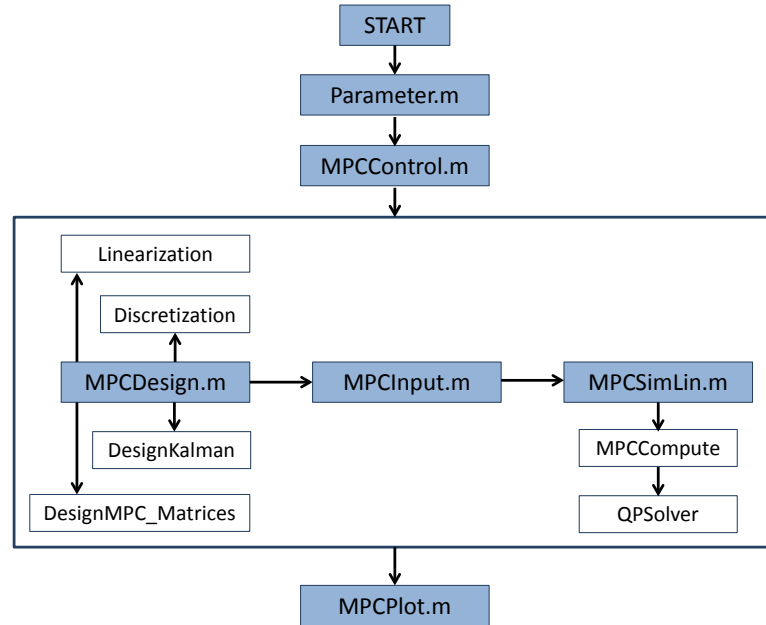 START
Parameter.m
MPCControl.m
Linearization
Discretization
MPCDesign.m
MPCInput.m
MPCSimLin.m
DesignKalman
MPCCompute
DesignMPC_Matrices
QPSolver
MPCPlot.m